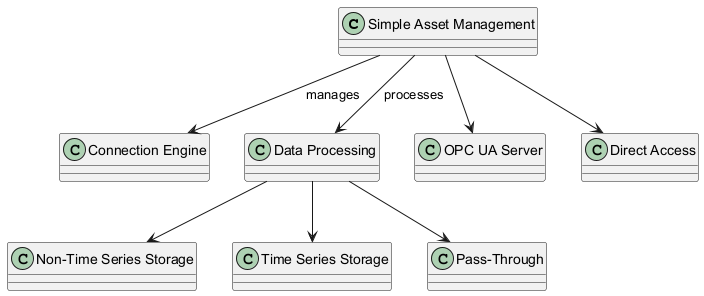 C Simple Asset Management
manages
processes
C Connection Engine
C Data Processing
C OPC UA Server
C Direct Access
C Non-Time Series Storage
C Time Series Storage
C Pass-Through